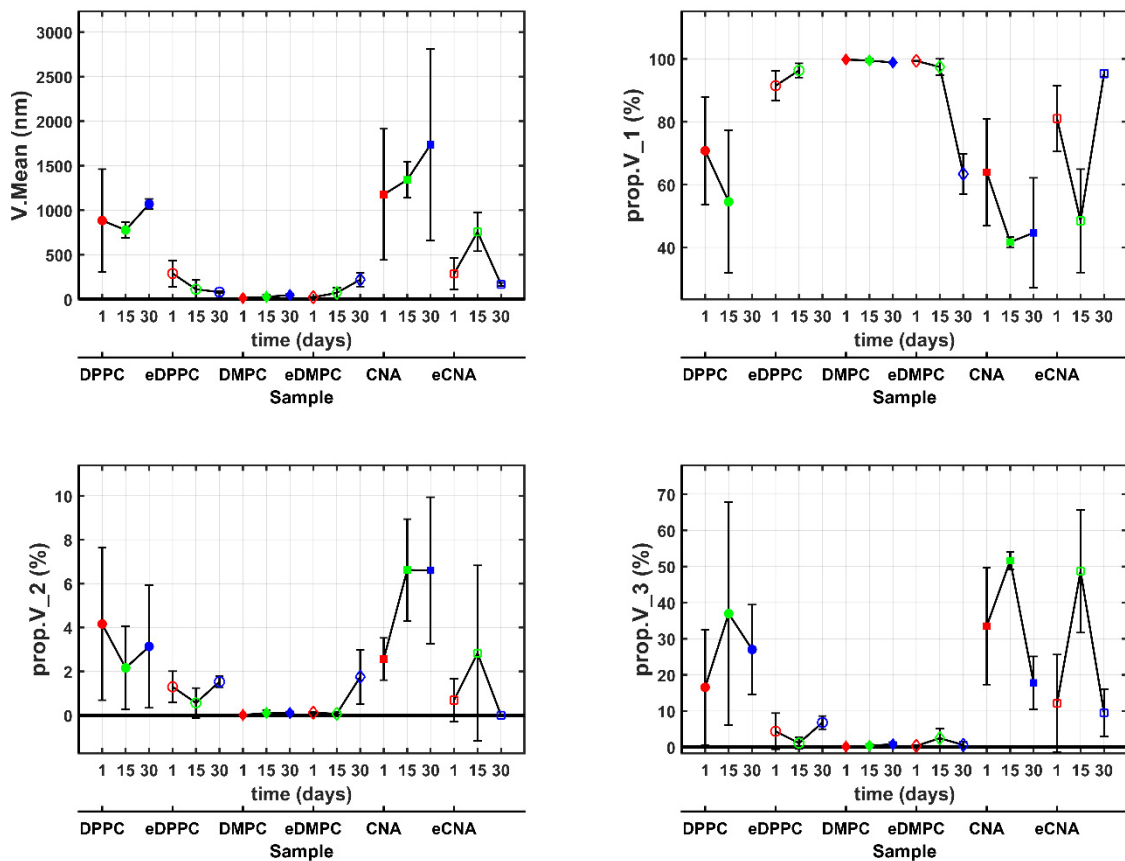 V.Mean (nm)
3000
2500
2000
1500
1000
500
0
1 15 30 1 15 30 1 15 30 1 15 30 1 15 30 1 15 30
time (days)
DPPC eDPPC DMPC eDMPC CNA eCNA
Sample
prop.V_1 (%)
100
80
60
40
1 15 30 1 15 30 1 15 30 1 15 30 1 15 30 1 15 30
time (days)
DPPC eDPPC DMPC eDMPC CNA eCNA
Sample
prop.V_2 (%)
10
8
6
4
2
0
1 15 30 1 15 30 1 15 30 1 15 30 1 15 30 1 15 30
time (days)
DPPC eDPPC DMPC eDMPC CNA eCNA
Sample
prop.V_3 (%)
70
60
50
40
30
20
10
0
1 15 30 1 15 30 1 15 30 1 15 30 1 15 30 1 15 30
time (days)
DPPC eDPPC DMPC eDMPC CNA eCNA
Sample